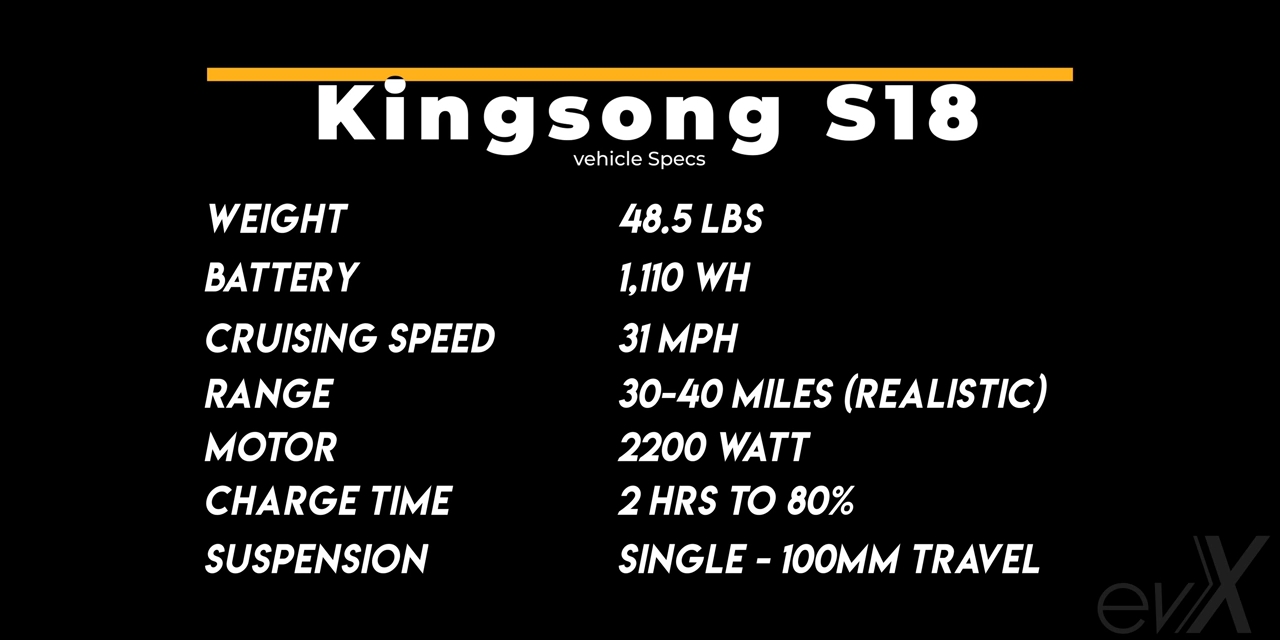 Kingsong S18
vehicle Specs
WEIGHT 48.5 LBS
BATTERY 1,110 WH
CRUISING SPEED 31 MPH
RANGE 30-40 MILES (REALISTIC)
MOTOR 2200 WATT
CHARGE TIME 2 HRS TO 80%
SUSPENSION SINGLE - 100MM TRAVEL
evX